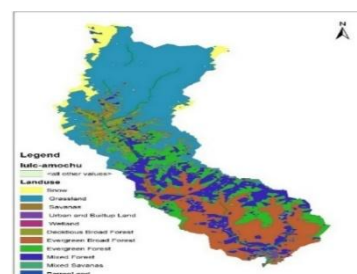 N
Legend
lulc-amochu
<all other values>
Landuse
Snow
Grassland
Savanas
Urban and Builtup Land
Wetland
Deciduous Broad Forest
Evergreen Broad Forest
Evergreen Forest
Mixed Forest
Mixed Savanas